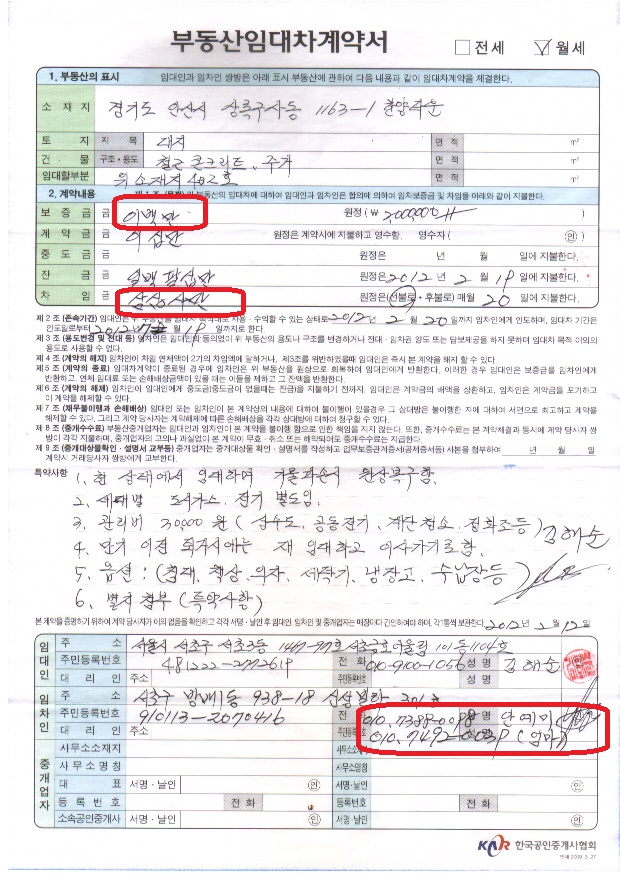 부동산임대차계약서 □전세 ☑월세
1. 부동산의 표시 임대인과 임차인 쌍방은 아래 표시 부동산에 관하여 다음 내용과 같이 임대차계약을 체결한다.
소재지 경기도 안산시 상록구 사동 1163-1
토지 지목 대지 면적 ㎡
건물 구조·용도 철근콘크리트, 주가 면적 ㎡
임대할부분 위 소재지 402호 면적 ㎡
2. 계약내용 부동산의 임대차에 대하여 임대인과 임차인은 합의에 의하여 임차보증금 및 차임을 아래와 같이 지불한다.
보증금 금 이백만 원정 (₩ 2,000,000
계약금 금 이십만 원정은 계약시에 지불하고 영수함. 영수자 ( 인
중도금 금 원정은 년 월 일에 지불한다.
잔금 금 일백팔십만 원정은 2012년 2월 19일에 지불한다.
차임 금 원정은 (선불로·후불로) 매월 20일에 지불한다.
제 2 조 (존속기간) 임대인은 위 부동산을 임대차 목적대로 사용·수익할 수 있는 상태로 2012년 2월 20일까지 임차인에게 인도하며, 임대차 기간은
인도일로부터 2012년 월 19일까지로 한다.
제 3 조 (용도변경 및 전대 등) 임차인은 임대인의 동의없이 위 부동산의 용도나 구조를 변경하거나 전대·임차권 양도 또는 담보제공을 하지 못하며 임대차 목적 이외의
용도로 사용할 수 없다.
제 4 조 (계약의 해지) 임차인이 차임 연체액이 2기의 차임액에 달하거나, 제3조를 위반하였을때 임대인은 즉시 본 계약을 해지 할 수 있다.
제 5 조 (계약의 종료) 임대차계약이 종료된 경우에 임차인은 위 부동산을 원상으로 회복하여 임대인에게 반환한다. 이러한 경우 임대인은 보증금을 임차인에게
반환하고, 연체 임대료 또는 손해배상금액이 있을 때는 이들을 제하고 그 잔액을 반환한다.
제 6 조 (계약의 해제) 임차인이 임대인에게 중도금(중도금이 없을때는 잔금)을 지불하기 전까지, 임대인은 계약금의 배액을 상환하고, 임차인은 계약금을 포기하고
이 계약을 해제할 수 있다.
제 7 조 (채무불이행과 손해배상) 임대인 또는 임차인이 본 계약상의 내용에 대하여 불이행이 있을경우 그 상대방은 불이행한 자에 대하여 서면으로 최고하고 계약을
해제할 수 있다. 그리고 계약 당사자는 계약해제에 따른 손해배상을 각각 상대방에 대하여 청구할 수 있다.
제 8 조 (중개수수료) 부동산중개업자는 임대인과 임차인이 본 계약을 불이행 함으로 인한 책임을 지지 않는다. 또한, 중개수수료는 본 계약체결과 동시에 계약 당사자 쌍
방이 각각 지불하며, 중개업자의 고의나 과실없이 본 계약이 무효·취소 또는 해약되어도 중개수수료는 지급한다.
제 9 조 (중개대상물확인·설명서 교부등) 중개업자는 중개대상물 확인·설명서를 작성하고 업무보증관계증서(공제증서등) 사본을 첨부하여 년 월 일
계약시 거래당사자 쌍방에게 교부한다.
특약사항 1. 현 상태에서 임대하며 기물파손시 원상복구함.
2. 세대별 도시가스. 전기 별도임.
3. 관리비 30,000원 (상수도, 공동전기, 계단청소, 정화조등) 김해순
4. 만기 이전 퇴거시에는 재 임대하고 이사가기로함.
5. 옵션 : (침대, 책상, 의자, 세탁기, 냉장고, 수납장등)
6. 별지 첨부 (특약사항)
본 계약을 증명하기 위하여 계약 당사자가 이의 없음을 확인하고 각각 서명·날인 후 임대인, 임차인 및 중개업자는 매장마다 간인하여야 하며, 각 1통씩 보관한다. 2012년 2월 12일
임대인 주소 서울시 서초구 서초3동 금호어울림 101동 1104호
주민등록번호 481222-2772619 전화 010-9100-1056 성명 김해순
대리인 주소 주민등록번호 성명
임차인 주소 서초구 방배1동 938-18 301호
주민등록번호 910113-2070416 전화 010. 7388-0088 성명 안예미
대리인 주소 주민등록번호 010. 7492-0039 (엄마)
중개업자 사무소소재지 사무소소재지
사무소명칭 사무소명칭
대표 서명·날인 인 서명·날인 인
등록번호 전화 등록번호 전화
소속공인중개사 서명·날인 인 서명·날인 인
KAR 한국공인중개사협회